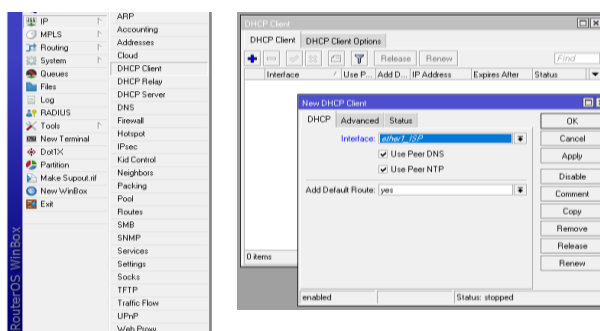 IP
MPLS
Routing
System
Queues
Files
Log
RADIUS
Tools
New Terminal
Dot1X
Partition
Make Supout.rif
New WinBox
Exit
RouterOS WinBox
ARP
Accounting
Addresses
Cloud
DHCP Client
DHCP Relay
DHCP Server
DNS
Firewall
Hotspot
IPsec
Kid Control
Neighbors
Packing
Pool
Routes
SMB
SNMP
Services
Settings
Socks
TFTP
Traffic Flow
UPnP
Web Proxy
DHCP Client
DHCP Client DHCP Client Options
Release Renew Find
Interface Use P... Add D... IP Address Expires After Status
0 items
New DHCP Client
DHCP Advanced Status
Interface: ether1_ISP
Use Peer DNS
Use Peer NTP
Add Default Route: yes
OK
Cancel
Apply
Disable
Comment
Copy
Remove
Release
Renew
enabled Status: stopped